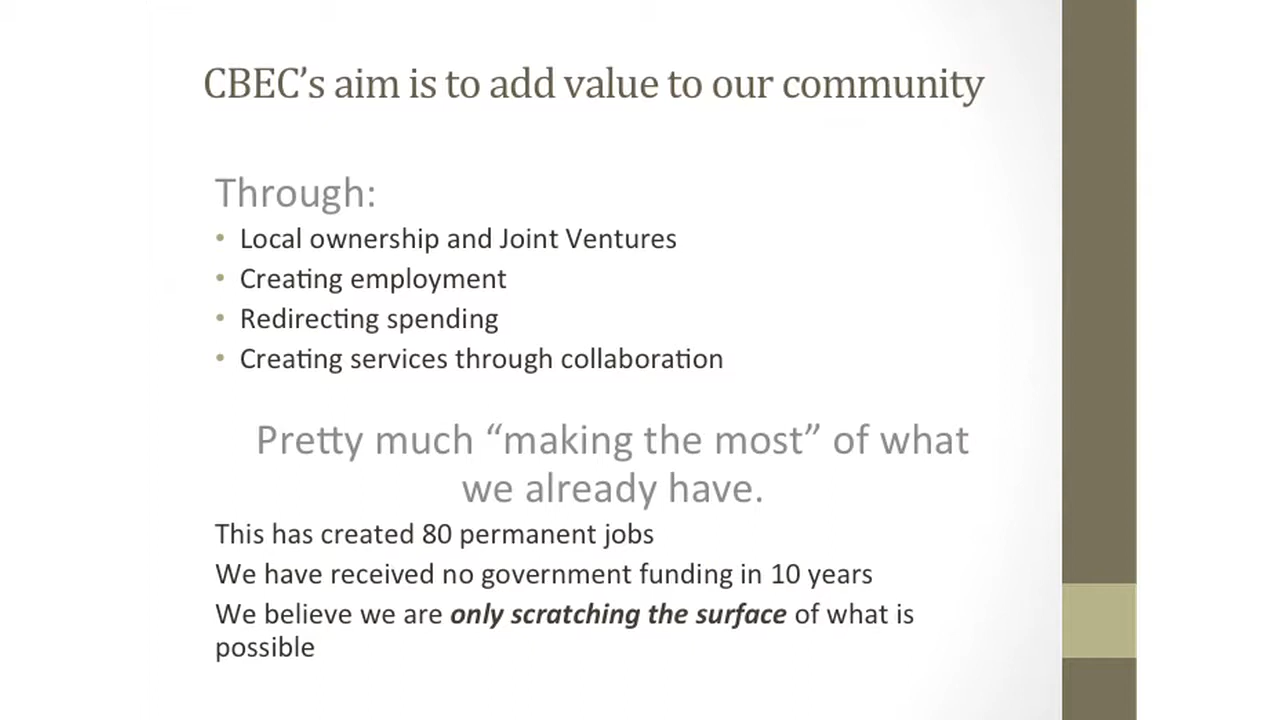 CBEC’s aim is to add value to our community
Through:
• Local ownership and Joint Ventures
• Creating employment
• Redirecting spending
• Creating services through collaboration
Pretty much “making the most” of what
we already have.
This has created 80 permanent jobs
We have received no government funding in 10 years
We believe we are only scratching the surface of what is
possible